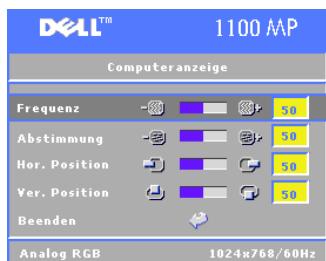 DELL™ 1100 MP
Computeranzeige
Frequenz 50
Abstimmung 50
Hor. Position 50
Ver. Position 50
Beenden
Analog RGB 1024x768/60Hz